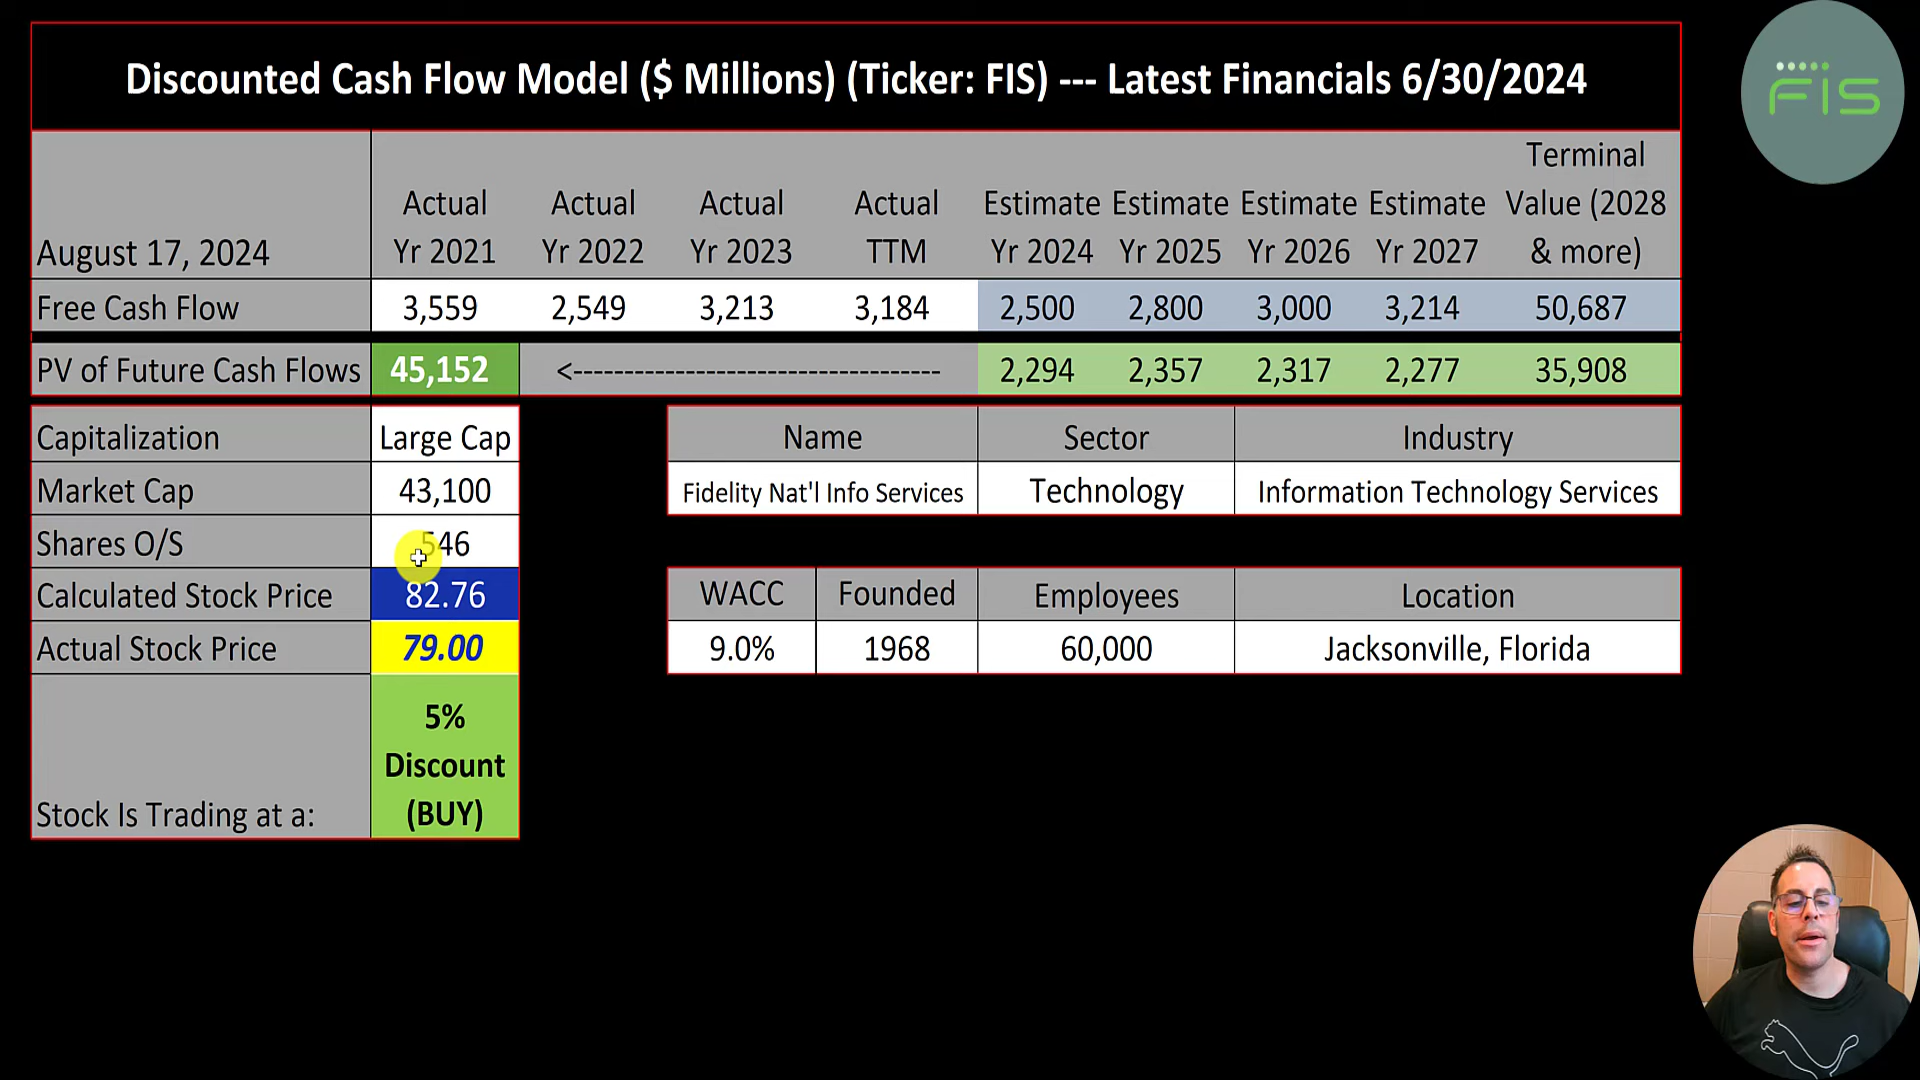 Discounted Cash Flow Model ($ Millions) (Ticker: FIS) --- Latest Financials 6/30/2024
FIS
August 17, 2024 Actual Yr 2021 Actual Yr 2022 Actual Yr 2023 Actual TTM Estimate Yr 2024 Estimate Yr 2025 Estimate Yr 2026 Estimate Yr 2027 Terminal Value (2028 & more)
Free Cash Flow 3,559 2,549 3,213 3,184 2,500 2,800 3,000 3,214 50,687
PV of Future Cash Flows 45,152 <----------------------------------- 2,294 2,357 2,317 2,277 35,908
Capitalization Large Cap
Market Cap 43,100
Shares O/S 546
Calculated Stock Price 82.76
Actual Stock Price 79.00
Stock Is Trading at a: 5% Discount (BUY)
Name Sector Industry
Fidelity Nat'l Info Services Technology Information Technology Services
WACC Founded Employees Location
9.0% 1968 60,000 Jacksonville, Florida